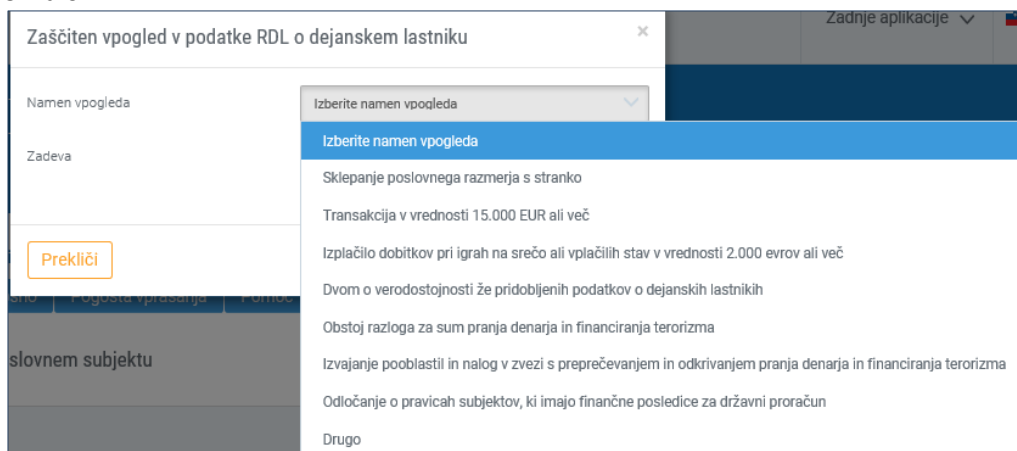 Zadnje aplikacije
Zaščiten vpogled v podatke RDL o dejanskem lastniku ×
Namen vpogleda
Izberite namen vpogleda
Izberite namen vpogleda
Zadeva
Sklepanje poslovnega razmerja s stranko
Transakcija v vrednosti 15.000 EUR ali več
Izplačilo dobitkov pri igrah na srečo ali vplačilih stav v vrednosti 2.000 evrov ali več
Prekliči
Dvom o verodostojnosti že pridobljenih podatkov o dejanskih lastnikih
Pogosta vprašanja
Pomoč
Obstoj razloga za sum pranja denarja in financiranja terorizma
slovnem subjektu
Izvajanje pooblastil in nalog v zvezi s preprečevanjem in odkrivanjem pranja denarja in financiranja terorizma
Odločanje o pravicah subjektov, ki imajo finančne posledice za državni proračun
Drugo